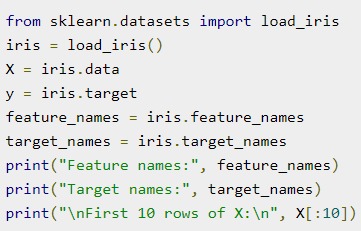 from sklearn.datasets import load_iris
iris = load_iris()
X = iris.data
y = iris.target
feature_names = iris.feature_names
target_names = iris.target_names
print("Feature names:", feature_names)
print("Target names:", target_names)
print("\nFirst 10 rows of X:\n", X[:10])